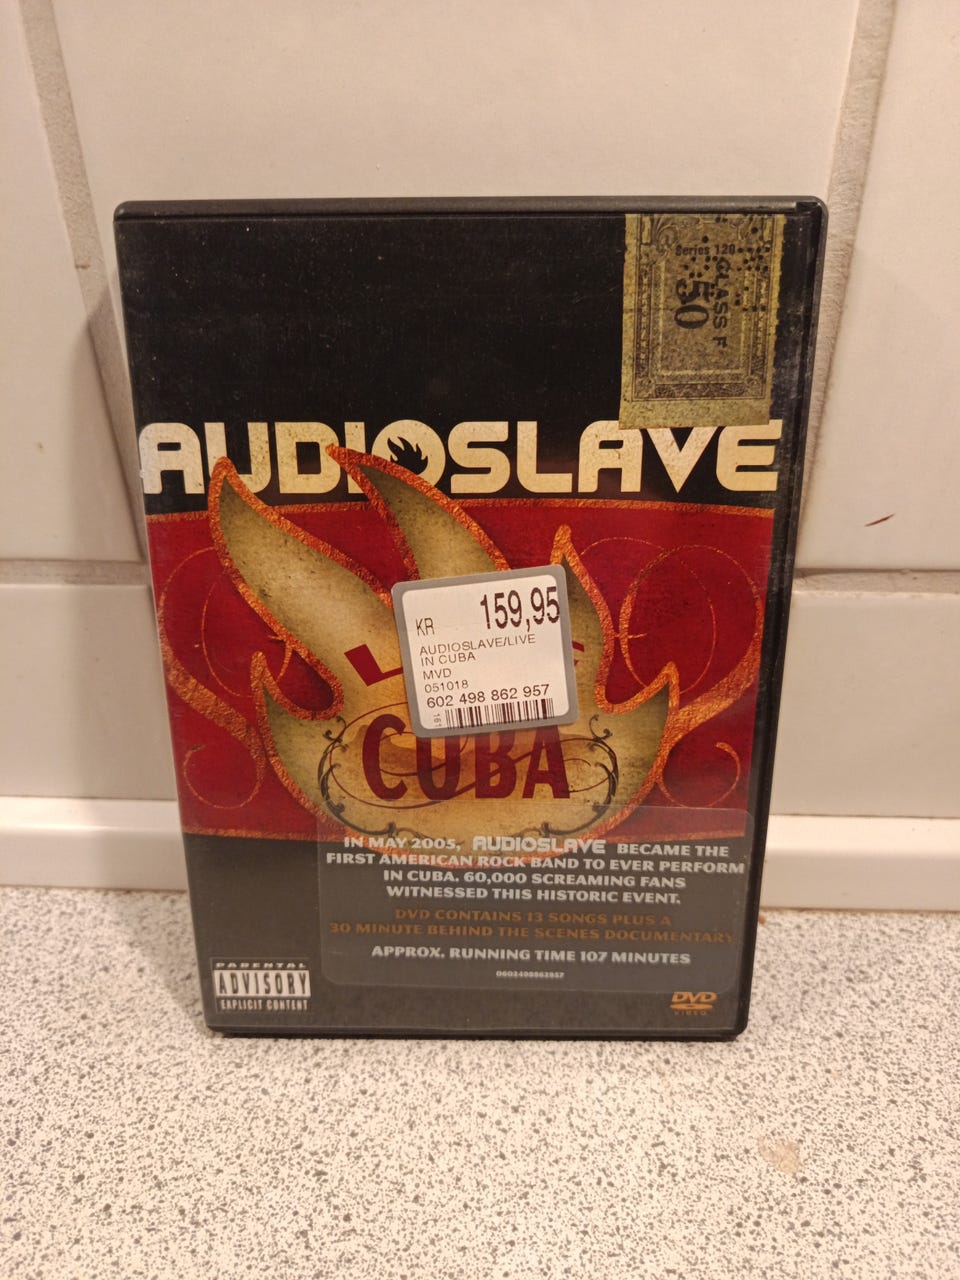 Series 120
CLASS F
50
AUDIOSLAVE
KR 159,95
AUDIOSLAVE/LIVE
IN CUBA
MVD
051018
602 498 862 957
161
CUBA
IN MAY 2005, AUDIOSLAVE BECAME THE
FIRST AMERICAN ROCK BAND TO EVER PERFORM
IN CUBA. 60,000 SCREAMING FANS
WITNESSED THIS HISTORIC EVENT.
DVD CONTAINS 13 SONGS PLUS A
30 MINUTE BEHIND THE SCENES DOCUMENTARY
APPROX. RUNNING TIME 107 MINUTES
0602498862957
PARENTAL
ADVISORY
EXPLICIT CONTENT
DVD
VIDEO